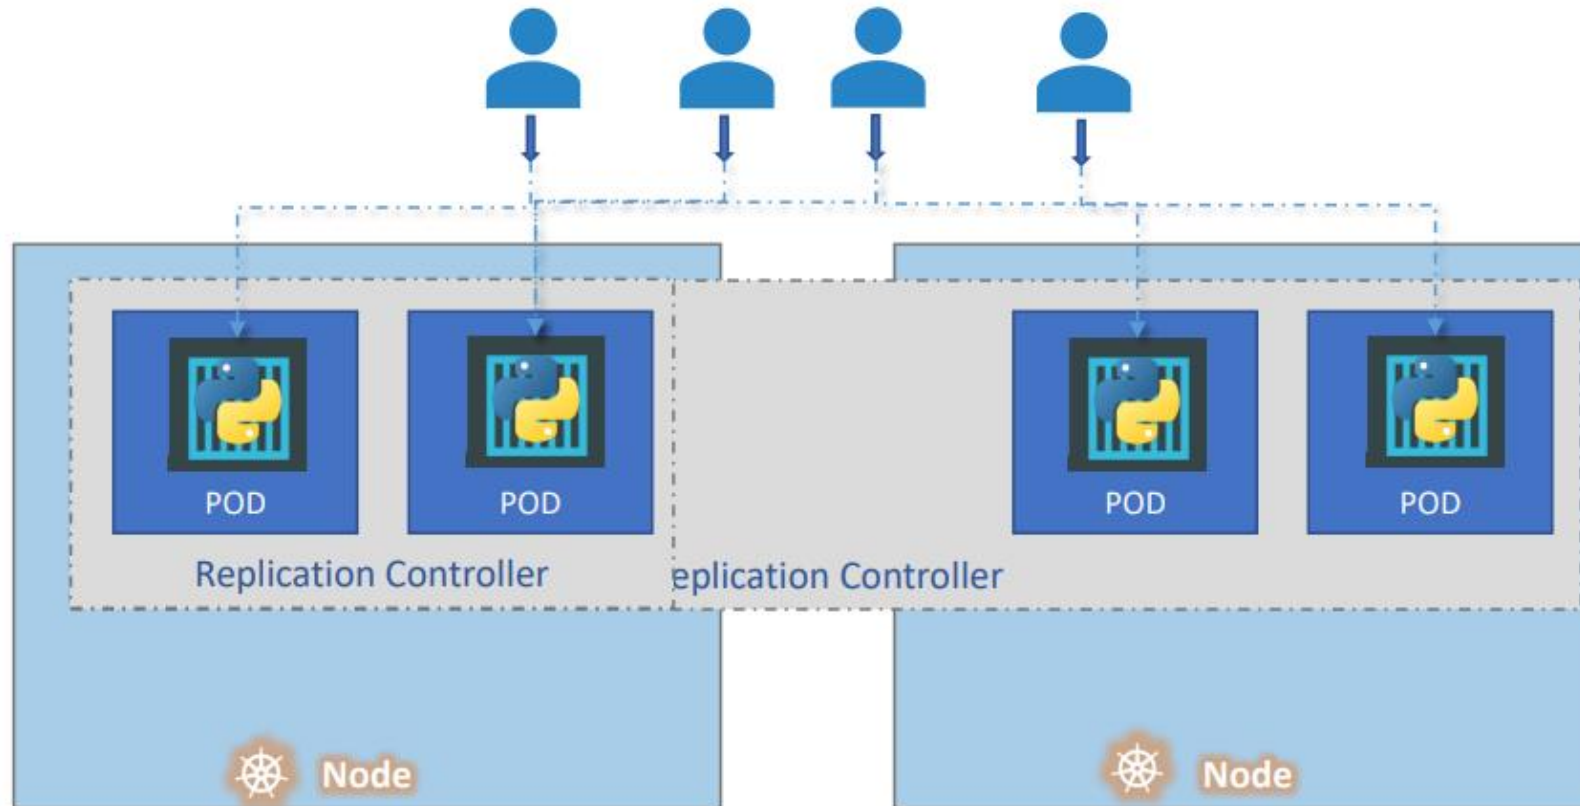 POD
POD
POD
POD
Replication Controller
eplication Controller
Node
Node